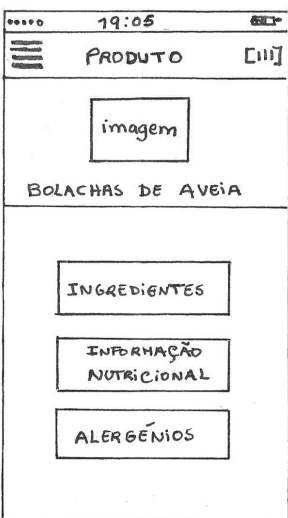 19:05
PRODUTO
imagem
BOLACHAS DE AVEIA
INGREDIENTES
INFORMAÇÃO
NUTRICIONAL
ALERGÉNIOS